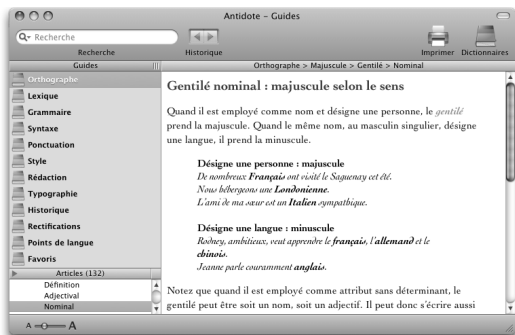 Antidote – Guides
Recherche
Recherche
Historique
Imprimer
Dictionnaires
Guides
Orthographe > Majuscule > Gentilé > Nominal
Orthographe
Lexique
Grammaire
Syntaxe
Ponctuation
Style
Rédaction
Typographie
Historique
Rectifications
Points de langue
Favoris
Articles (132)
Définition
Adjectival
Nominal
A A
Gentilé nominal : majuscule selon le sens
Quand il est employé comme nom et désigne une personne, le gentilé
prend la majuscule. Quand le même nom, au masculin singulier, désigne
une langue, il prend la minuscule.
Désigne une personne : majuscule
De nombreux Français ont visité le Saguenay cet été.
Nous hébergeons une Londonienne.
L'ami de ma sœur est un Italien sympathique.
Désigne une langue : minuscule
Rodney, ambitieux, veut apprendre le français, l'allemand et le
chinois.
Jeanne parle couramment anglais.
Notez que quand il est employé comme attribut sans déterminant, le
gentilé peut être soit un nom, soit un adjectif. Il peut donc s'écrire aussi